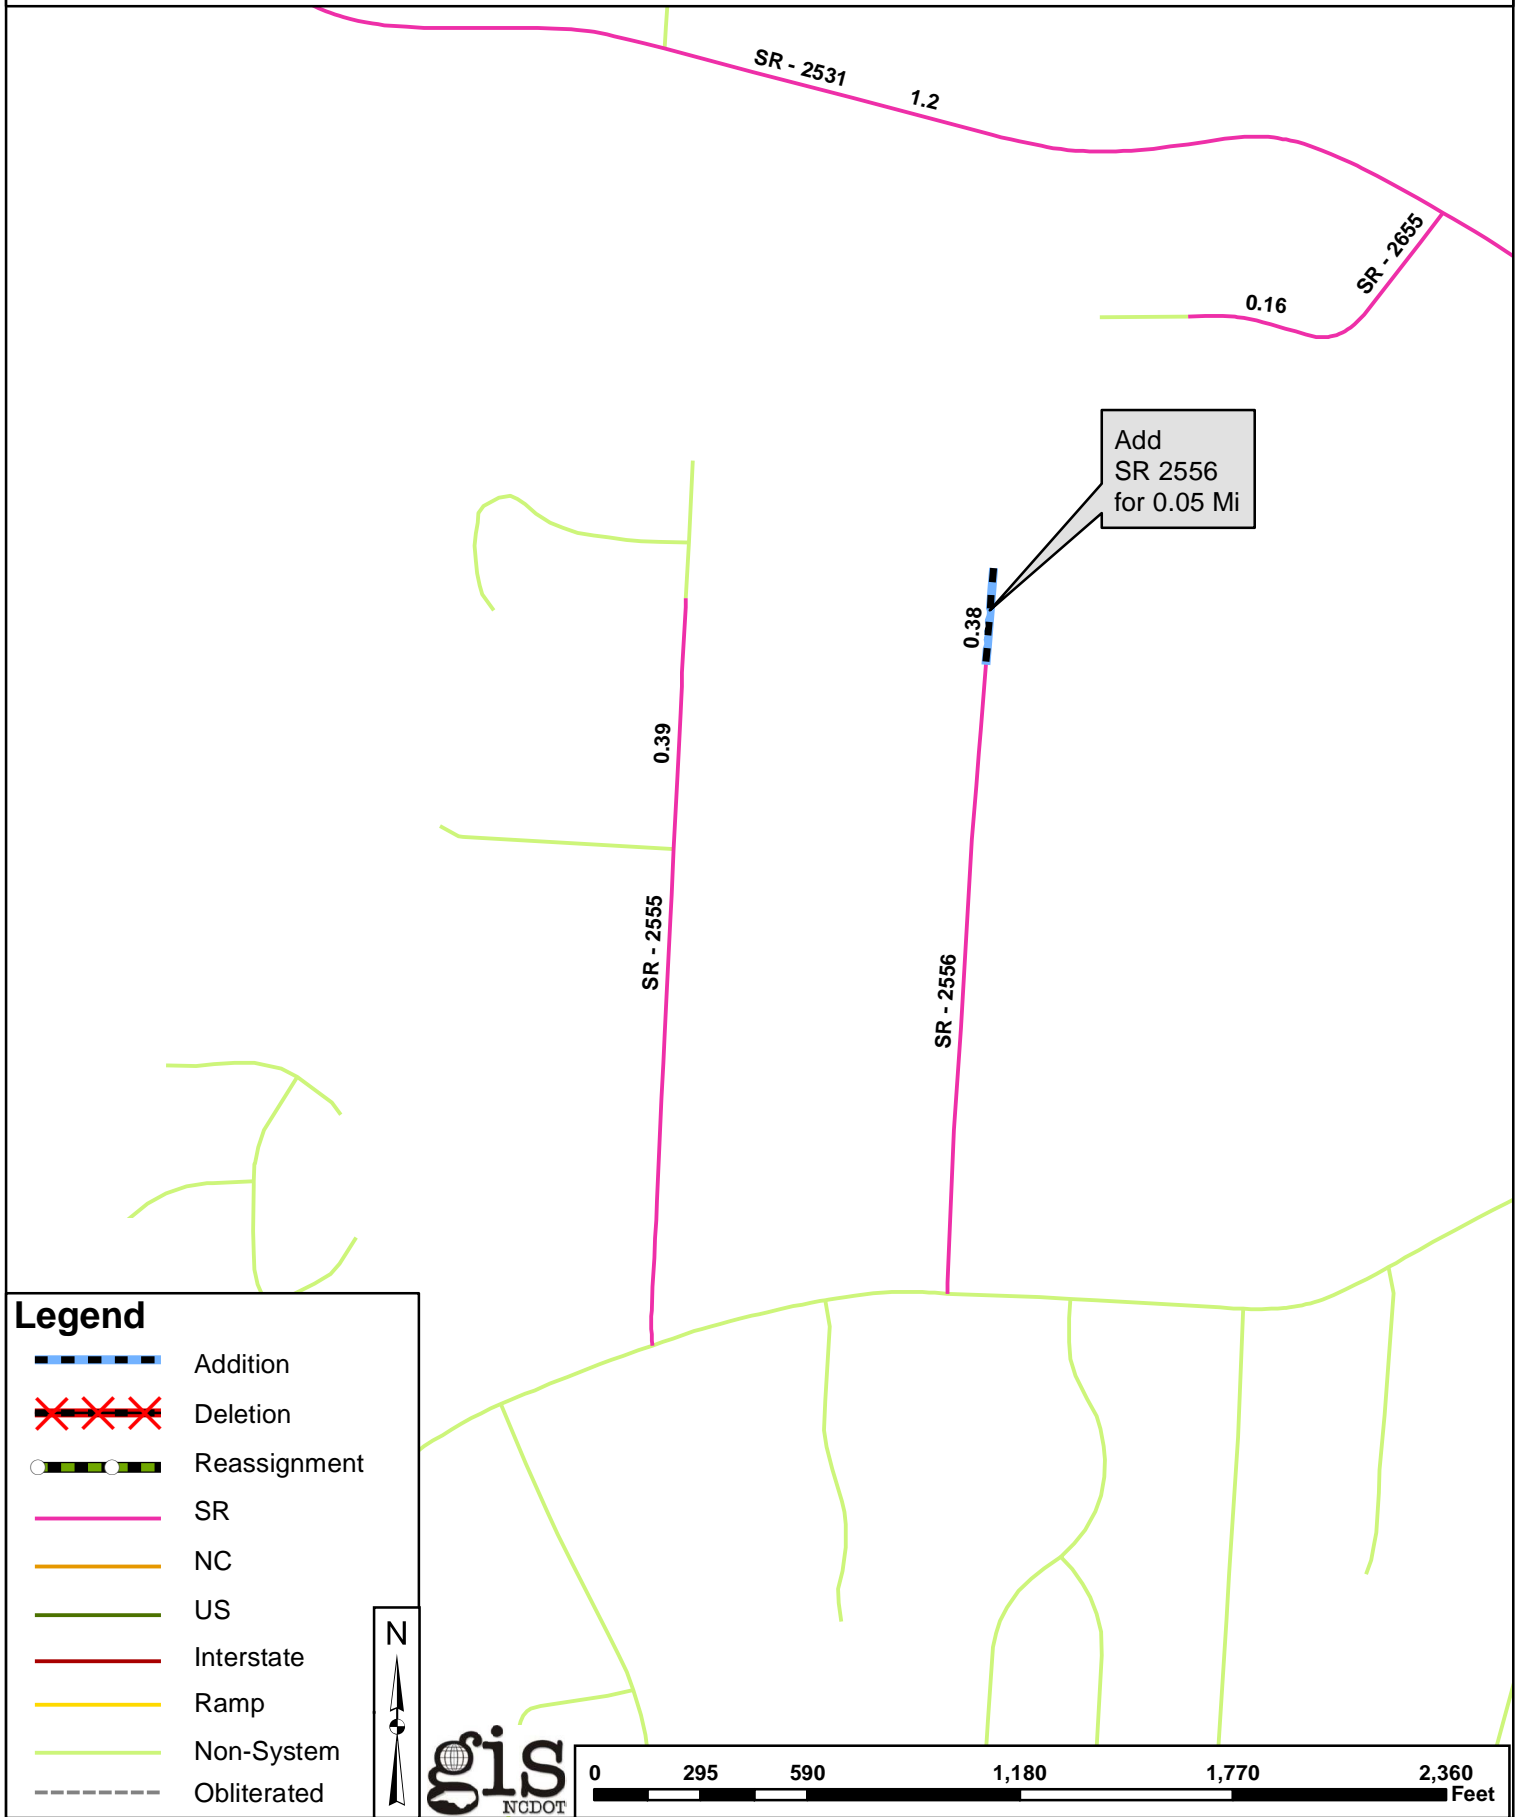 SR - 2531
1.2
SR - 2655
0.16
Add
SR 2556
for 0.05 Mi
0.38
0.39
SR - 2555
SR - 2556
Legend
Addition
Deletion
Reassignment
SR
NC
US
Interstate
Ramp
Non-System
Obliterated
N
gis
NCDOT
0 295 590 1,180 1,770 2,360
Feet